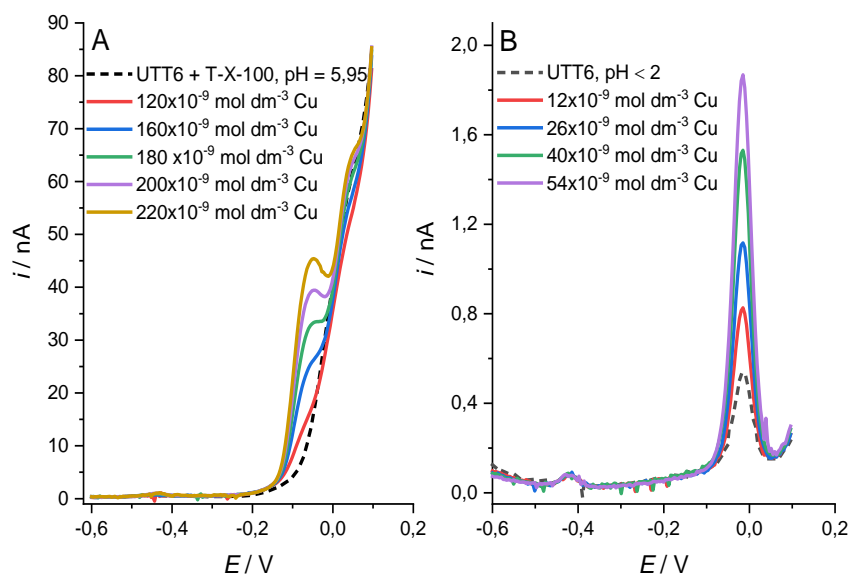 A
UTT6 + T-X-100, pH = 5,95
120x10⁻⁹ mol dm⁻³ Cu
160x10⁻⁹ mol dm⁻³ Cu
180 x10⁻⁹ mol dm⁻³ Cu
200x10⁻⁹ mol dm⁻³ Cu
220x10⁻⁹ mol dm⁻³ Cu
90
80
70
60
50
40
30
20
10
0
i / nA
-0,6
-0,4
-0,2
0,0
0,2
E / V
B
UTT6, pH < 2
12x10⁻⁹ mol dm⁻³ Cu
26x10⁻⁹ mol dm⁻³ Cu
40x10⁻⁹ mol dm⁻³ Cu
54x10⁻⁹ mol dm⁻³ Cu
2,0
1,6
1,2
0,8
0,4
0,0
i / nA
-0,6
-0,4
-0,2
0,0
0,2
E / V